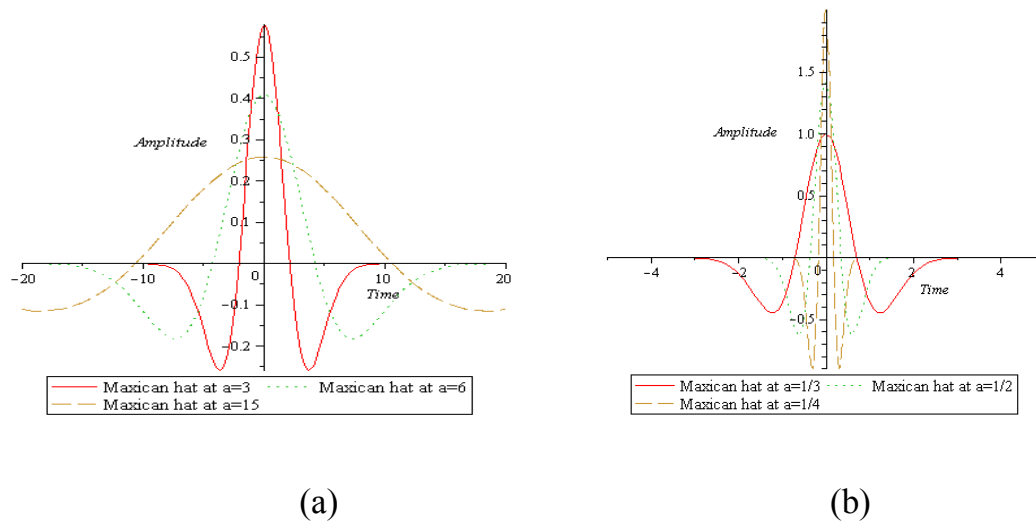 0.5
0.4
Amplitude
0.3
0.2
0.1
-20 -10 0 10 20
Time
-0.1
-0.2
Maxican hat at a=3 Maxican hat at a=6
Maxican hat at a=15
(a)
1.5
Amplitude 1.0
0.5
-4 -2 0 2 4
Time
-0.5
Maxican hat at a=1/3 Maxican hat at a=1/2
Maxican hat at a=1/4
(b)